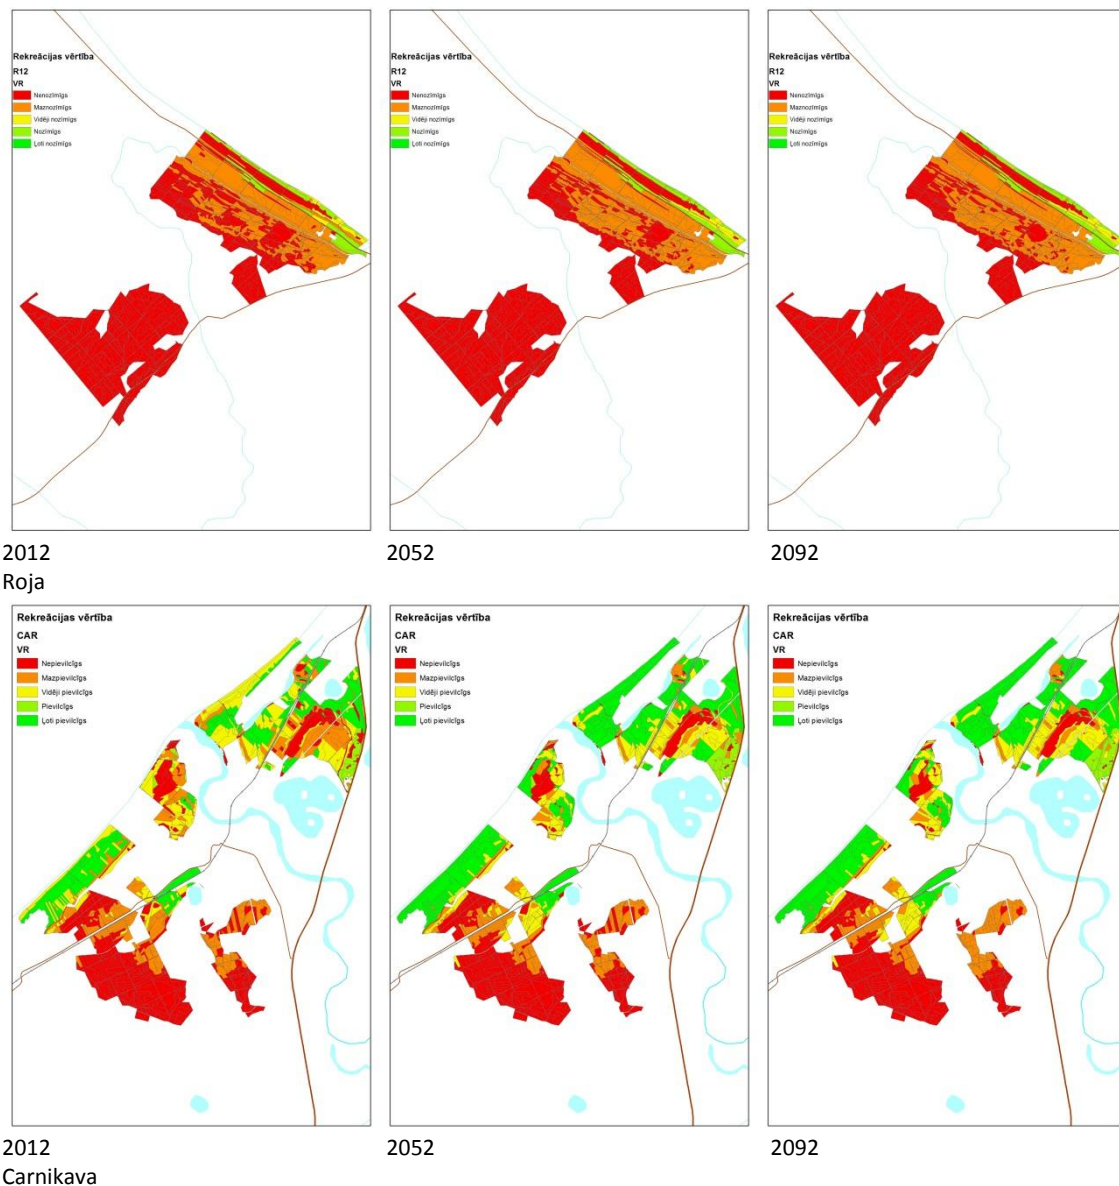 Rekreācijas vērtība
R12
VR
Nenozīmīgs
Maznozīmīgs
Vidēji nozīmīgs
Nozīmīgs
Ļoti nozīmīgs
Rekreācijas vērtība
R12
VR
Nenozīmīgs
Maznozīmīgs
Vidēji nozīmīgs
Nozīmīgs
Ļoti nozīmīgs
Rekreācijas vērtība
R12
VR
Nenozīmīgs
Maznozīmīgs
Vidēji nozīmīgs
Nozīmīgs
Ļoti nozīmīgs
2012 2052 2092
Roja
Rekreācijas vērtība
CAR
VR
Nepievilcīgs
Mazpievilcīgs
Vidēji pievilcīgs
Pievilcīgs
Ļoti pievilcīgs
Rekreācijas vērtība
CAR
VR
Nepievilcīgs
Mazpievilcīgs
Vidēji pievilcīgs
Pievilcīgs
Ļoti pievilcīgs
Rekreācijas vērtība
CAR
VR
Nepievilcīgs
Mazpievilcīgs
Vidēji pievilcīgs
Pievilcīgs
Ļoti pievilcīgs
2012 2052 2092
Carnikava